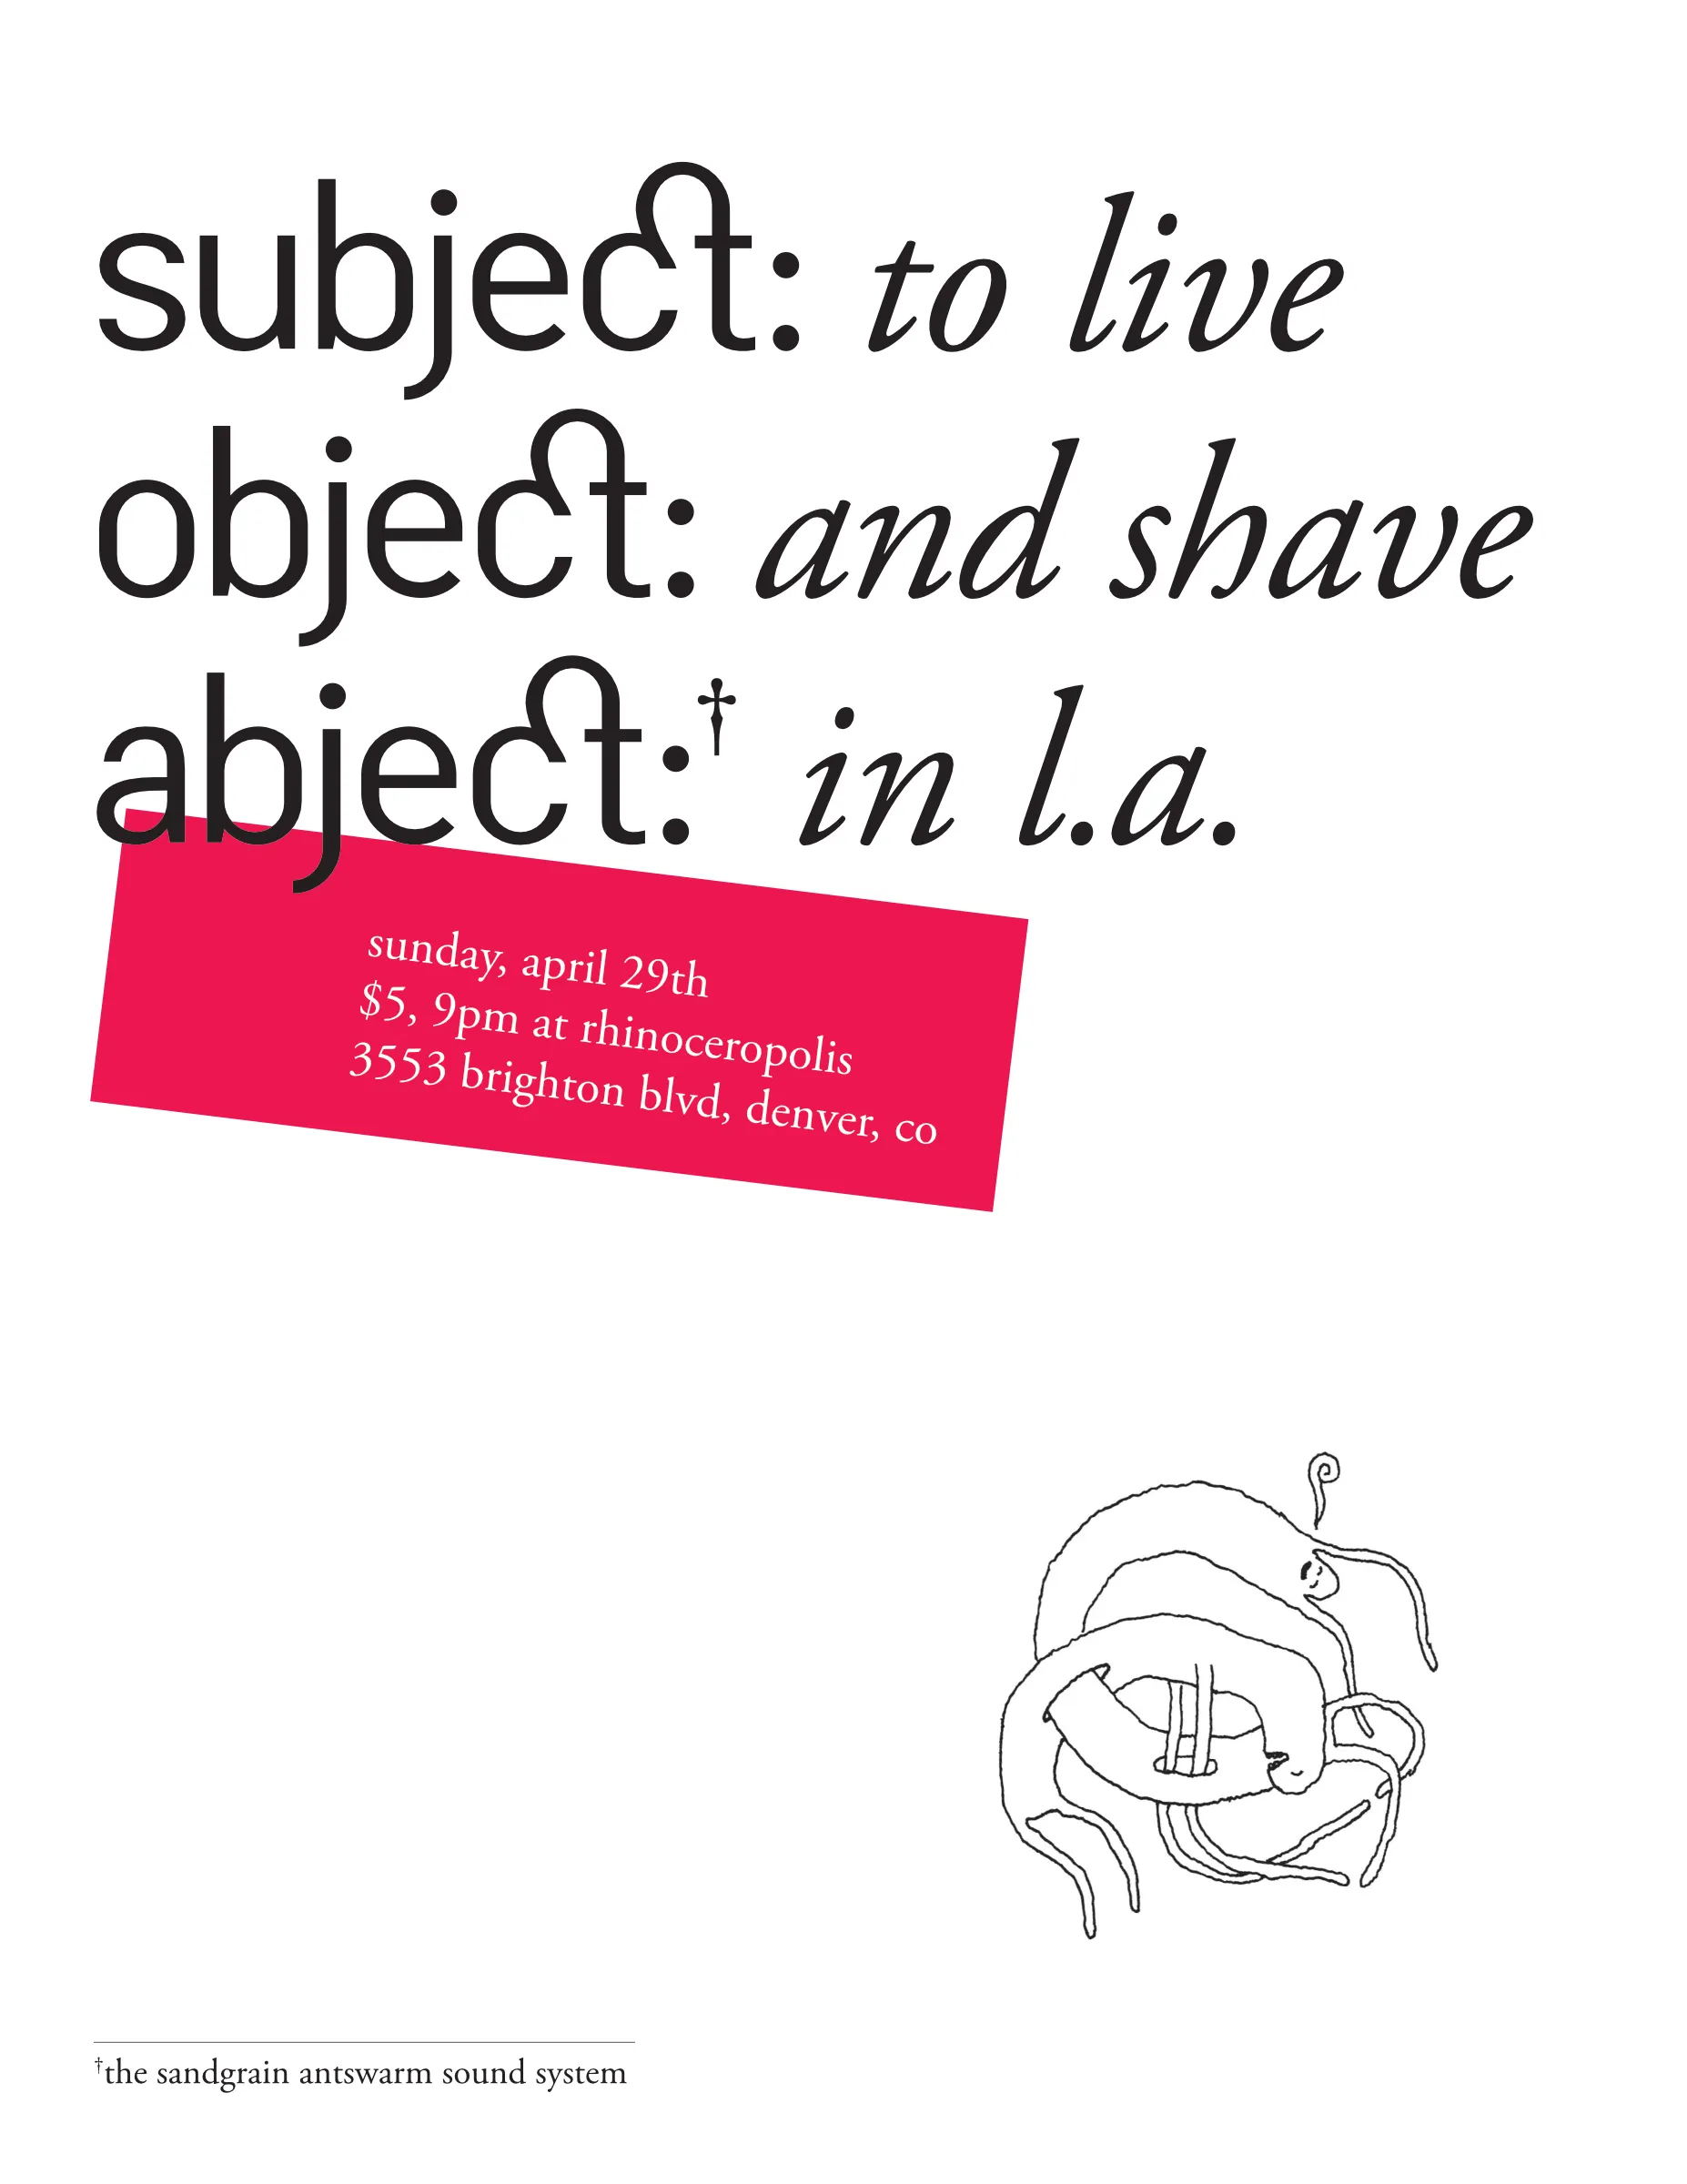 subject: to live
object: and shave
abject:† in l.a.
sunday, april 29th
$5, 9pm at rhinoceropolis
3553 brighton blvd, denver, co
†the sandgrain antswarm sound system